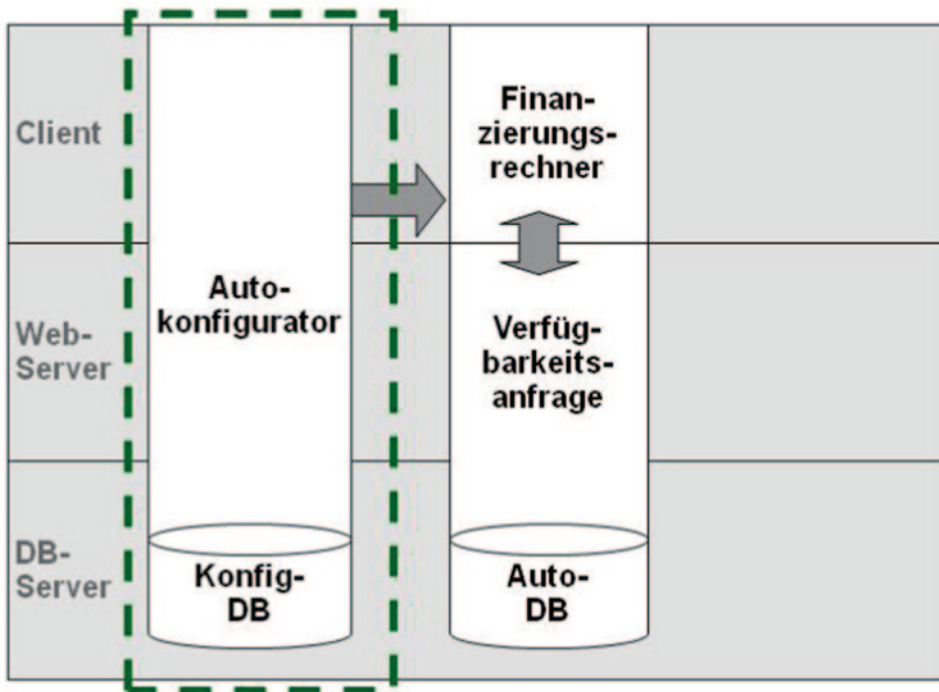 Client
Web-
Server
DB-
Server
Auto-
konfigurator
Konfig-
DB
Finan-
zierungs-
rechner
Verfüg-
barkeits-
anfrage
Auto-
DB